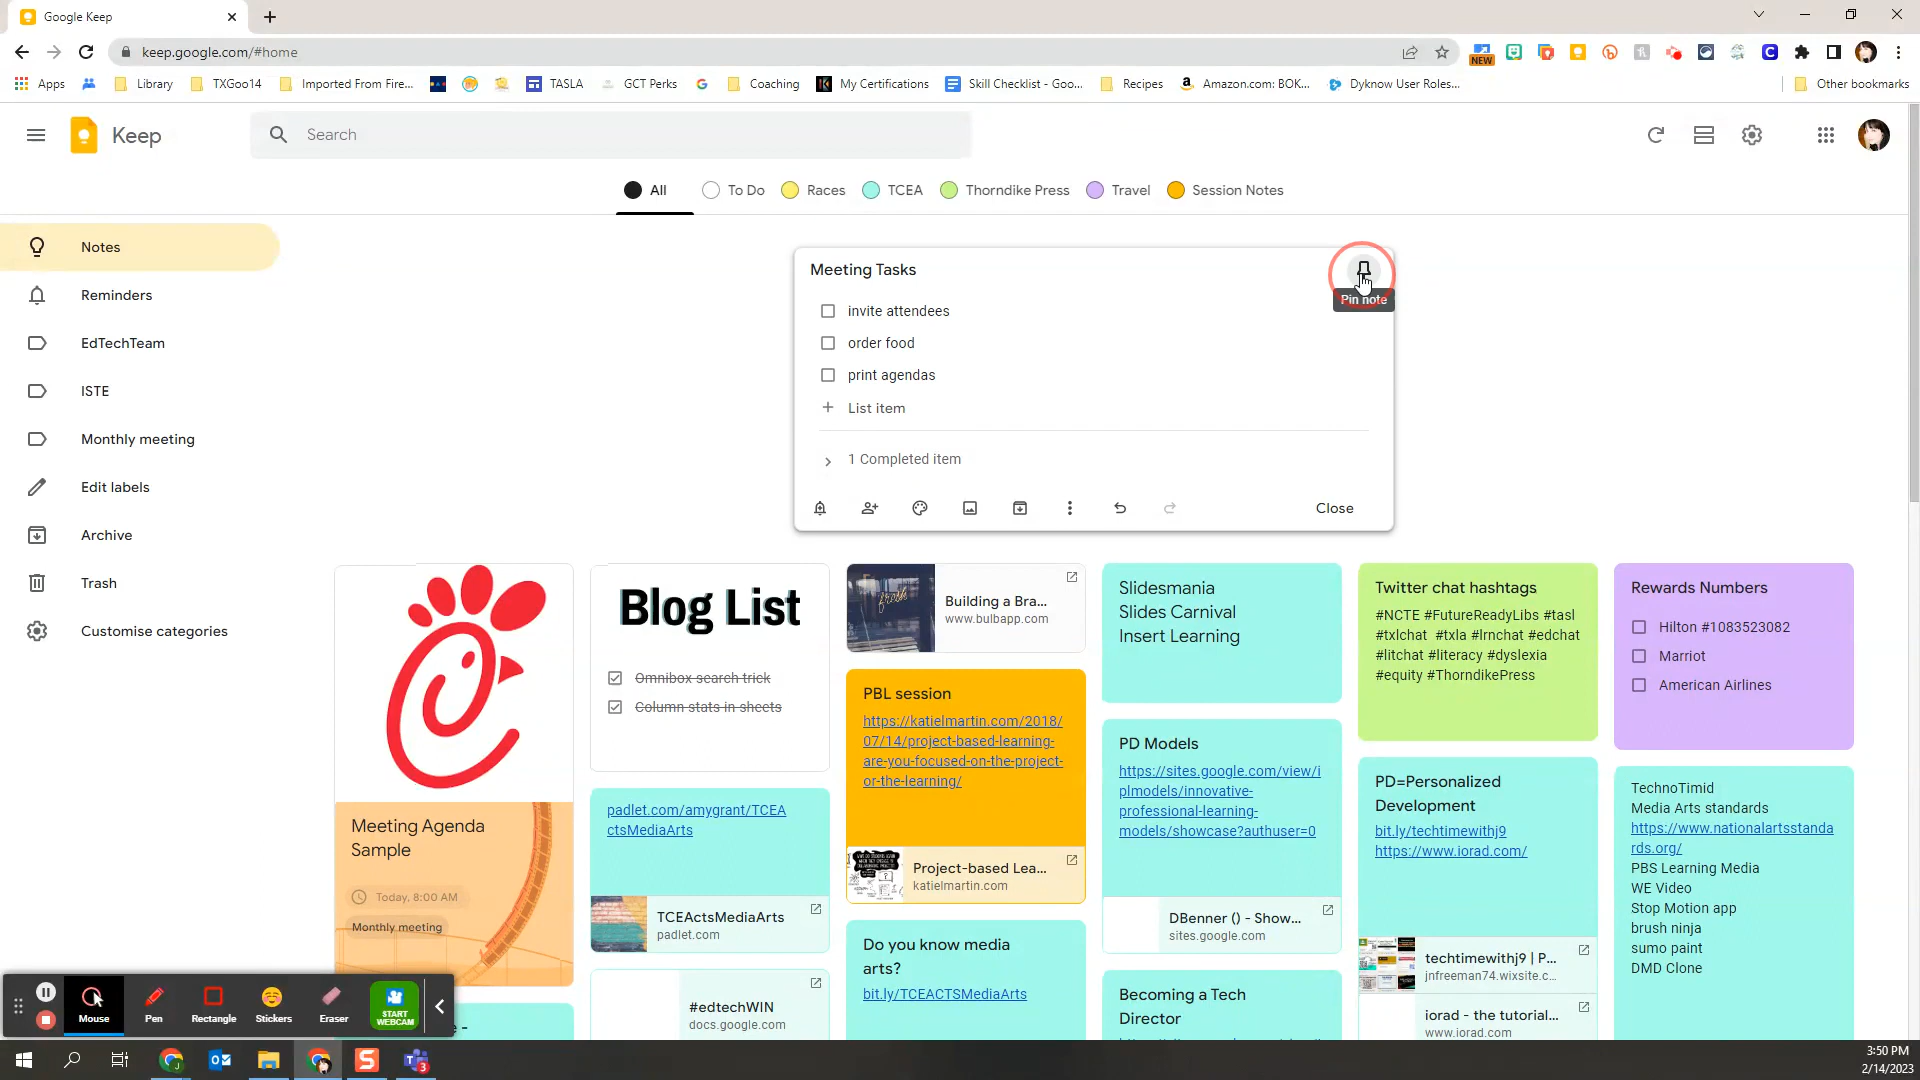 Google Keep
keep.google.com/#home
NEW
Apps
Library
TXGoo14
Imported From Fire...
TASLA
GCT Perks
Coaching
My Certifications
Skill Checklist - Goo...
Recipes
Amazon.com: BOK...
Dyknow User Roles...
Other bookmarks
Keep
Search
All
To Do
Races
TCEA
Thorndike Press
Travel
Session Notes
Notes
Reminders
EdTechTeam
ISTE
Monthly meeting
Edit labels
Archive
Trash
Customise categories
Meeting Tasks
Pin note
invite attendees
order food
print agendas
List item
1 Completed item
Close
Meeting Agenda
Sample
Today, 8:00 AM
Monthly meeting
Blog List
Omnibox search trick
Column stats in sheets
padlet.com/amygrant/TCEA
ctsMediaArts
TCEActsMediaArts
padlet.com
#edtechWIN
docs.google.com
fresh
Building a Bra...
www.bulbapp.com
PBL session
https://katielmartin.com/2018/
07/14/project-based-learning-
are-you-focused-on-the-project-
or-the-learning/
Project-based Lea...
katielmartin.com
Do you know media
arts?
bit.ly/TCEACTSMediaArts
Slidesmania
Slides Carnival
Insert Learning
PD Models
https://sites.google.com/view/i
plmodels/innovative-
professional-learning-
models/showcase?authuser=0
DBenner () - Show...
sites.google.com
Becoming a Tech
Director
Twitter chat hashtags
#NCTE #FutureReadyLibs #tasl
#txlchat #txla #lrnchat #edchat
#litchat #literacy #dyslexia
#equity #ThorndikePress
PD=Personalized
Development
bit.ly/techtimewithj9
https://www.iorad.com/
techtimewithj9 | P...
jnfreeman74.wixsite.c...
iorad - the tutorial...
www.iorad.com
Rewards Numbers
Hilton #1083523082
Marriot
American Airlines
TechnoTimid
Media Arts standards
https://www.nationalartsstanda
rds.org/
PBS Learning Media
WE Video
Stop Motion app
brush ninja
sumo paint
DMD Clone
Mouse
Pen
Rectangle
Stickers
Eraser
START
WEBCAM
3:50 PM
2/14/2023